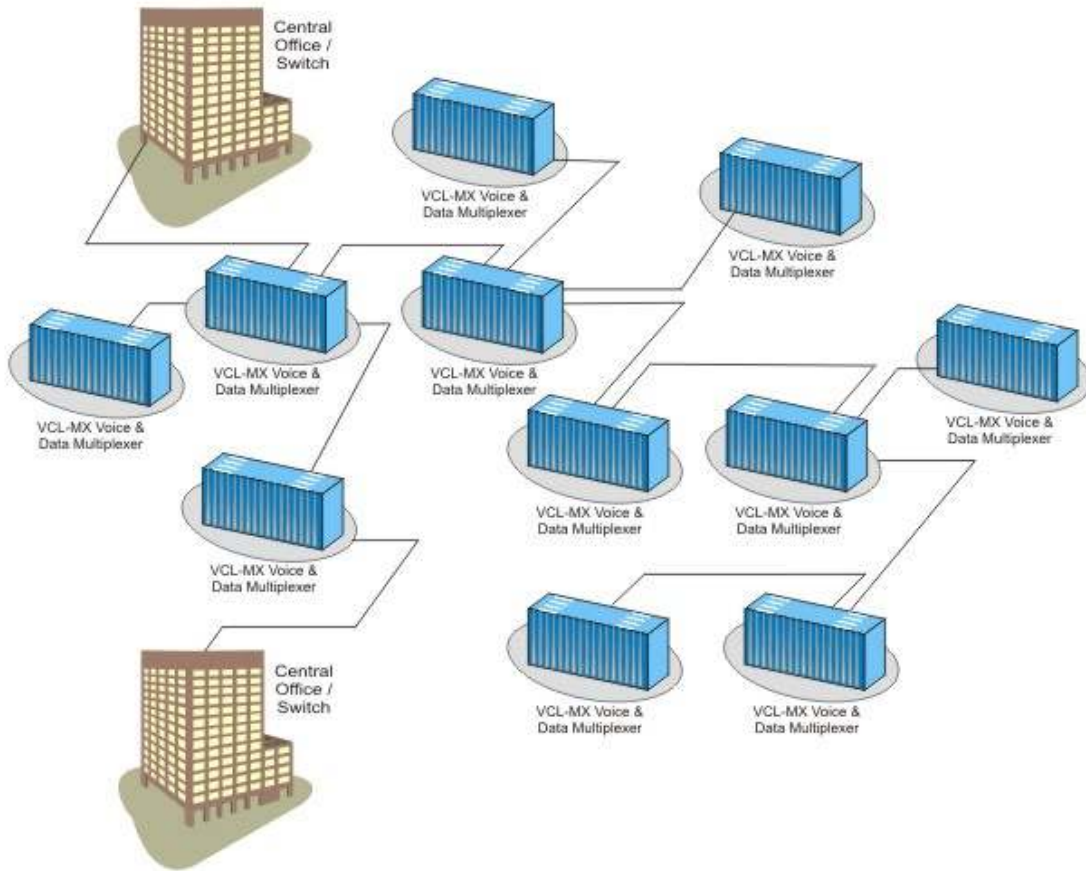 Central
Office /
Switch
VCL-MX Voice &
Data Multiplexer
VCL-MX Voice &
Data Multiplexer
VCL-MX Voice &
Data Multiplexer
VCL-MX Voice &
Data Multiplexer
VCL-MX Voice &
Data Multiplexer
VCL-MX Voice &
Data Multiplexer
VCL-MX Voice &
Data Multiplexer
VCL-MX Voice &
Data Multiplexer
VCL-MX Voice &
Data Multiplexer
Central
Office /
Switch
VCL-MX Voice &
Data Multiplexer
VCL-MX Voice &
Data Multiplexer